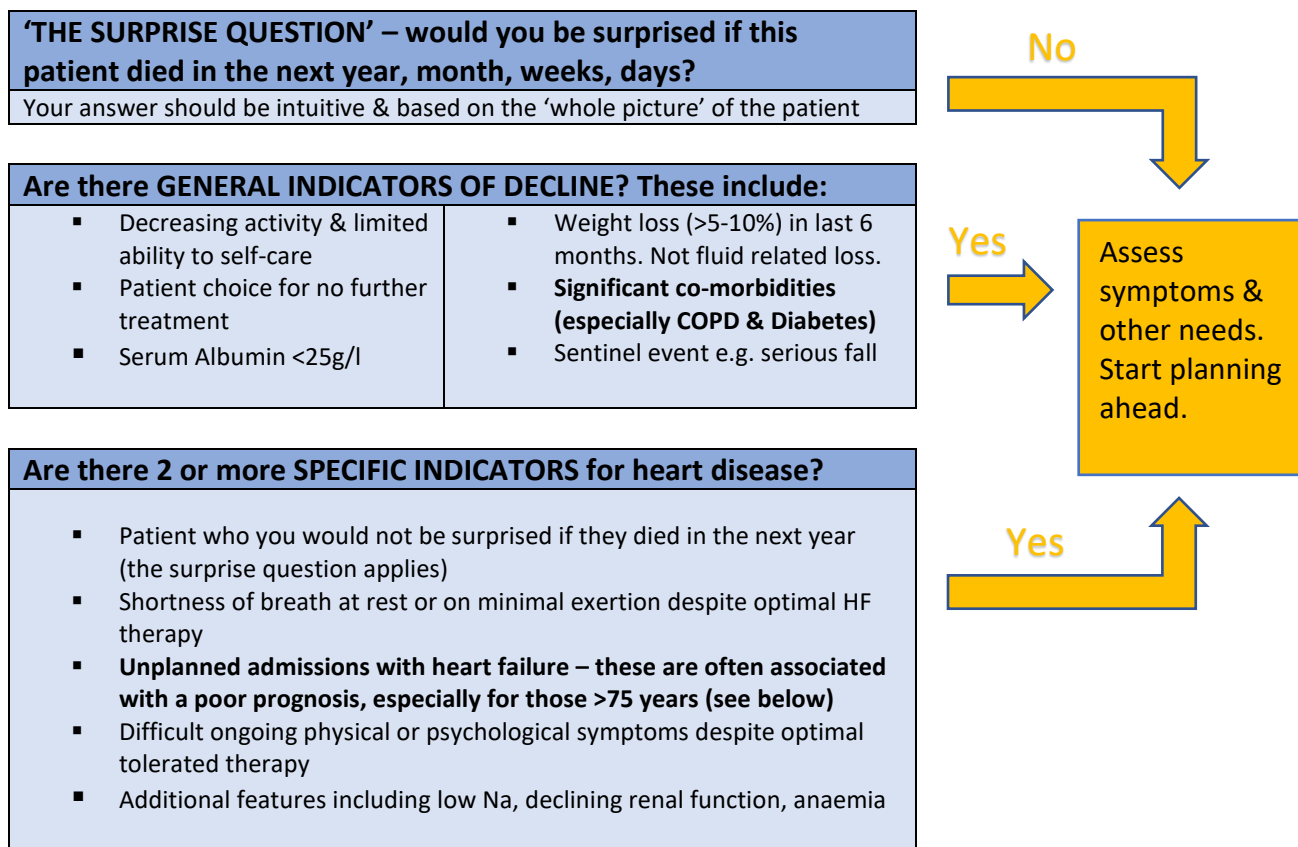 ‘THE SURPRISE QUESTION’ – would you be surprised if this
patient died in the next year, month, weeks, days?
Your answer should be intuitive & based on the ‘whole picture’ of the patient
No
Are there GENERAL INDICATORS OF DECLINE? These include:
▪ Decreasing activity & limited
ability to self-care
▪ Patient choice for no further
treatment
▪ Serum Albumin <25g/l
▪ Weight loss (>5-10%) in last 6
months. Not fluid related loss.
▪ Significant co-morbidities
(especially COPD & Diabetes)
▪ Sentinel event e.g. serious fall
Yes
Assess
symptoms &
other needs.
Start planning
ahead.
Are there 2 or more SPECIFIC INDICATORS for heart disease?
▪ Patient who you would not be surprised if they died in the next year
(the surprise question applies)
▪ Shortness of breath at rest or on minimal exertion despite optimal HF
therapy
▪ Unplanned admissions with heart failure – these are often associated
with a poor prognosis, especially for those >75 years (see below)
▪ Difficult ongoing physical or psychological symptoms despite optimal
tolerated therapy
▪ Additional features including low Na, declining renal function, anaemia
Yes